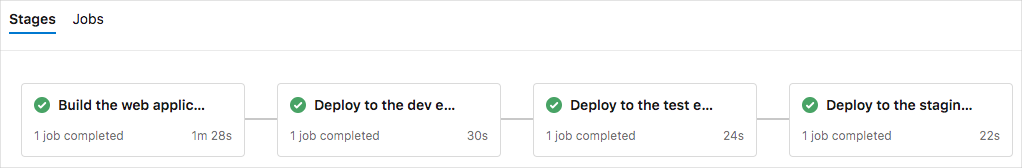 Stages Jobs
Build the web applic... Deploy to the dev e... Deploy to the test e... Deploy to the stagin...
1 job completed 1m 28s 1 job completed 30s 1 job completed 24s 1 job completed 22s